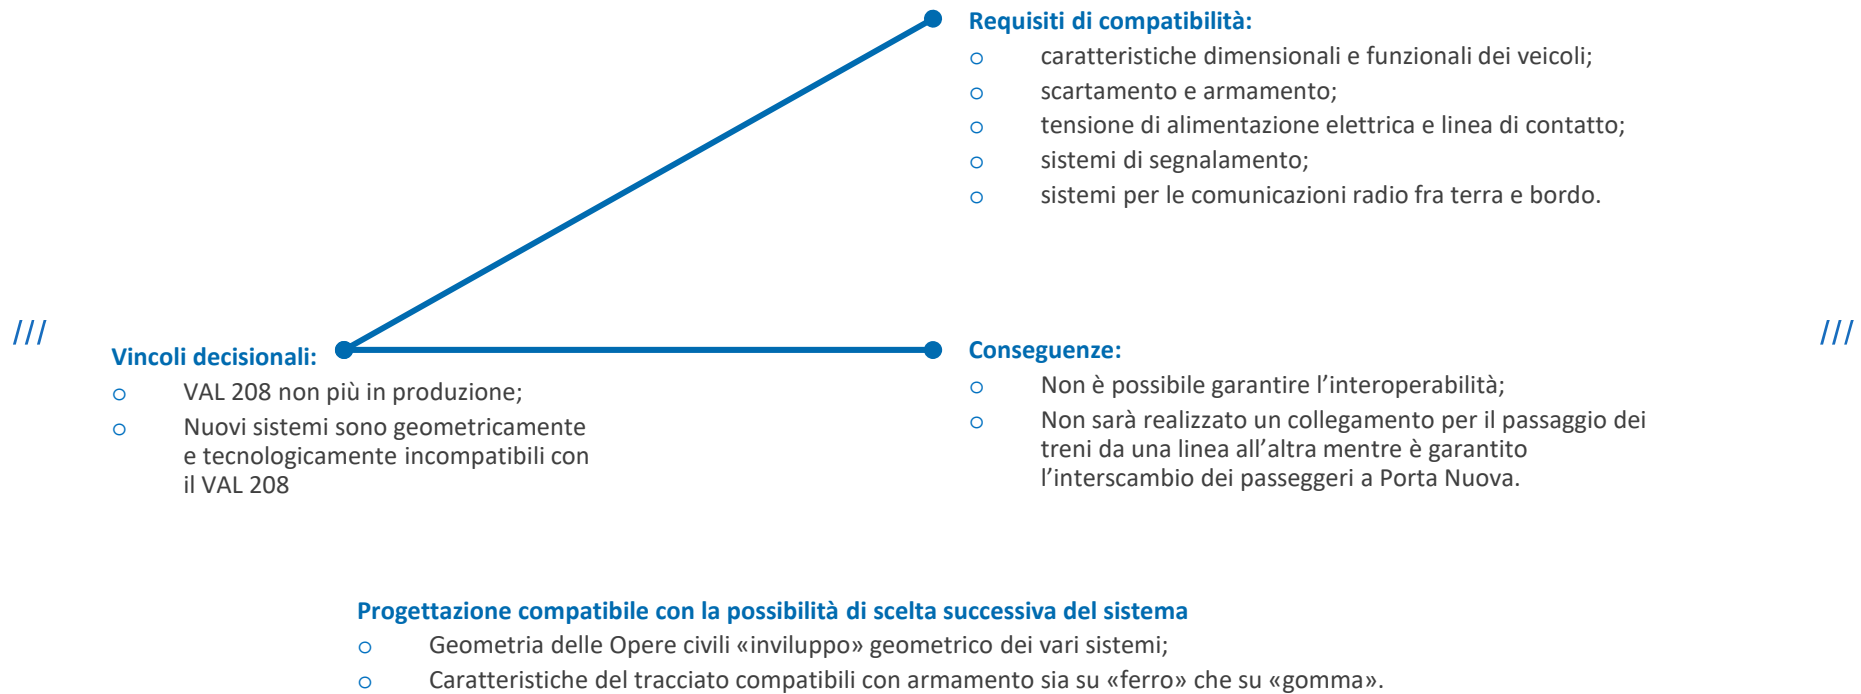 Requisiti di compatibilità:
o caratteristiche dimensionali e funzionali dei veicoli;
o scartamento e armamento;
o tensione di alimentazione elettrica e linea di contatto;
o sistemi di segnalamento;
o sistemi per le comunicazioni radio fra terra e bordo.
///
///
Vincoli decisionali:
o VAL 208 non più in produzione;
o Nuovi sistemi sono geometricamente
e tecnologicamente incompatibili con
il VAL 208
Conseguenze:
o Non è possibile garantire l’interoperabilità;
o Non sarà realizzato un collegamento per il passaggio dei
treni da una linea all’altra mentre è garantito
l’interscambio dei passeggeri a Porta Nuova.
Progettazione compatibile con la possibilità di scelta successiva del sistema
o Geometria delle Opere civili «inviluppo» geometrico dei vari sistemi;
o Caratteristiche del tracciato compatibili con armamento sia su «ferro» che su «gomma».